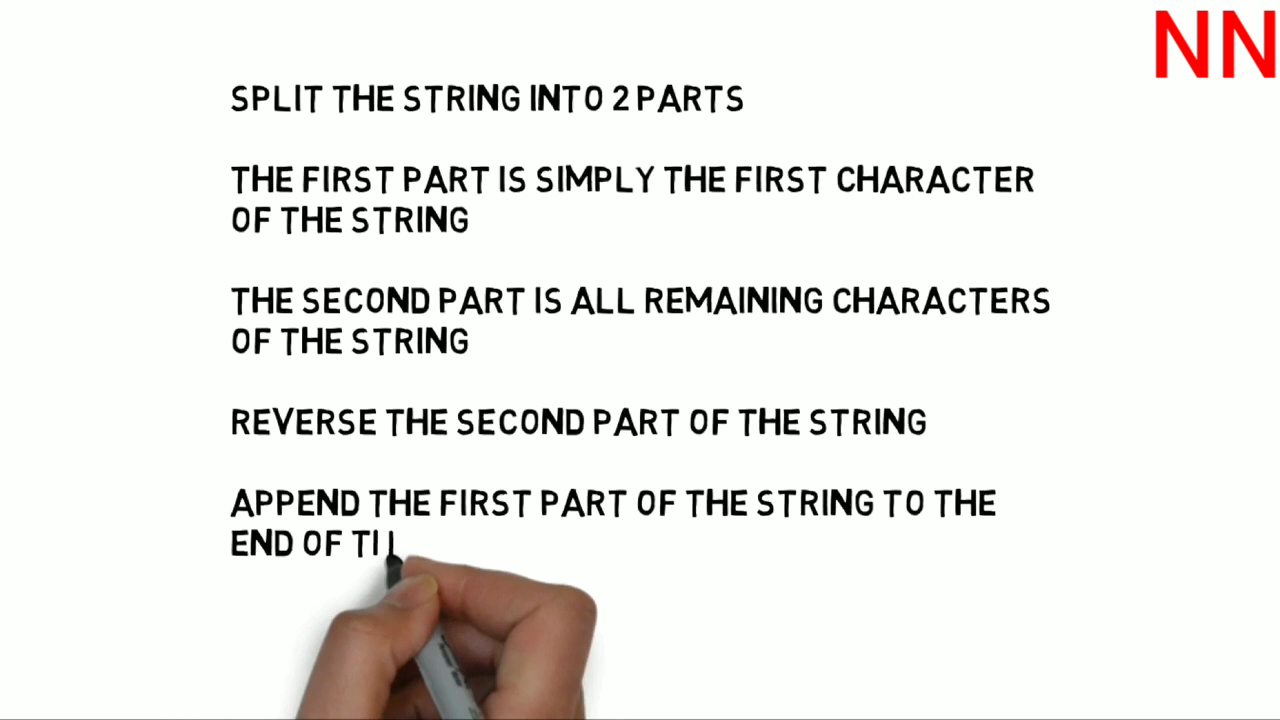 NN
SPLIT THE STRING INTO 2 PARTS
THE FIRST PART IS SIMPLY THE FIRST CHARACTER
OF THE STRING
THE SECOND PART IS ALL REMAINING CHARACTERS
OF THE STRING
REVERSE THE SECOND PART OF THE STRING
APPEND THE FIRST PART OF THE STRING TO THE
END OF